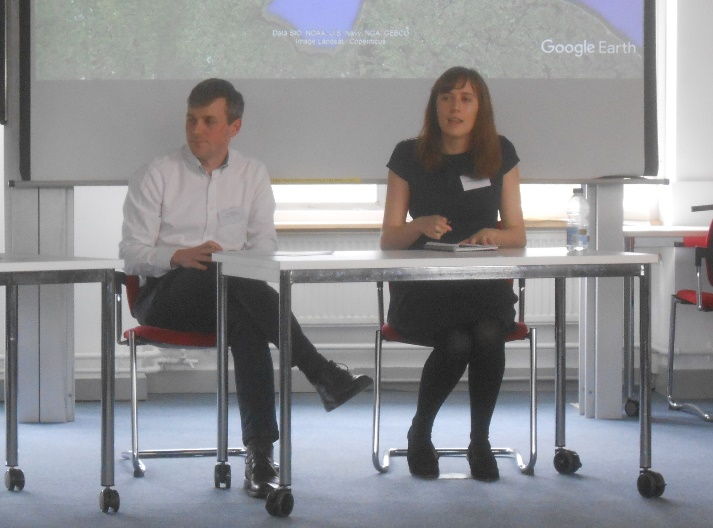 Data SIO, NOAA, U.S. Navy, NGA, GEBCO
Image Landsat / Copernicus
Google Earth